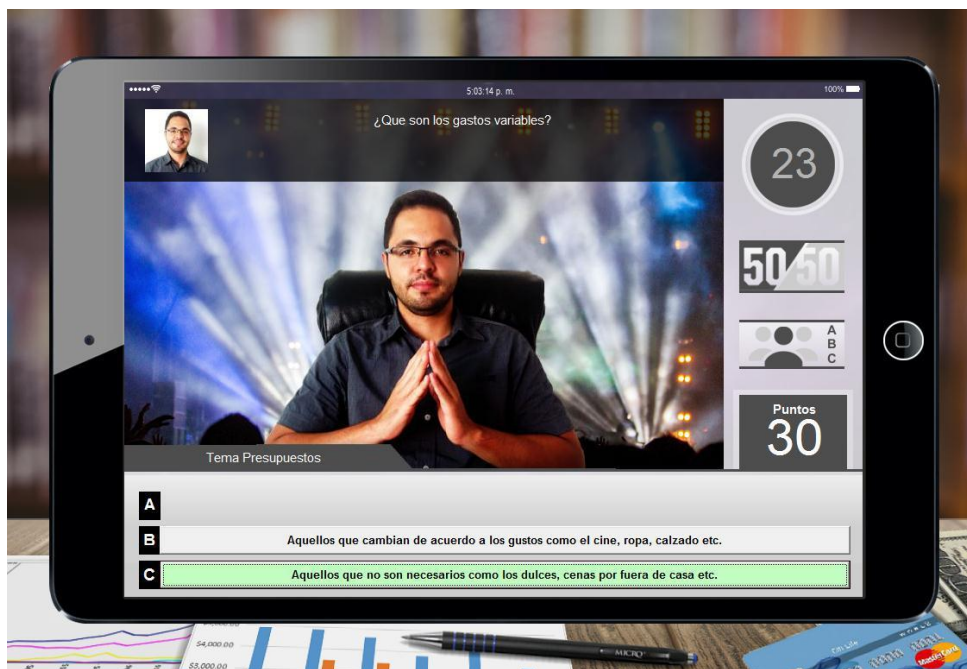 5:03:14 p. m.
100%
¿Que son los gastos variables?
23
50/50
A
B
C
Puntos
30
Tema Presupuestos
A
B Aquellos que cambian de acuerdo a los gustos como el cine, ropa, calzado etc.
C Aquellos que no son necesarios como los dulces, cenas por fuera de casa etc.
$4,000.00
$3,000.00
MICRO
MasterCard